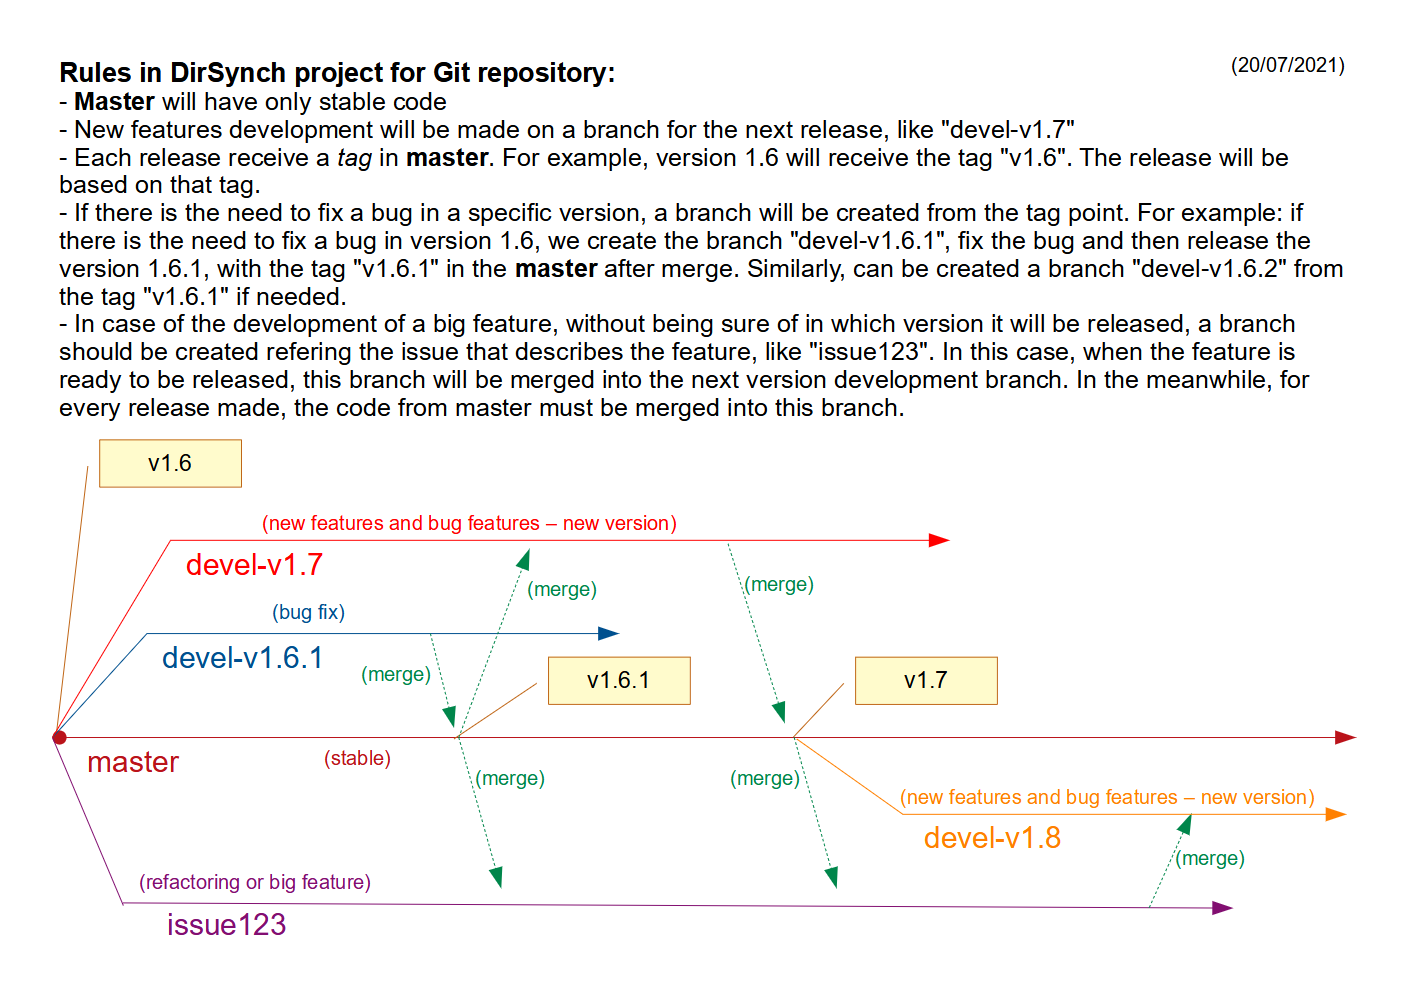 Rules in DirSynch project for Git repository:
(20/07/2021)
- Master will have only stable code
- New features development will be made on a branch for the next release, like "devel-v1.7"
- Each release receive a tag in master. For example, version 1.6 will receive the tag "v1.6". The release will be
based on that tag.
- If there is the need to fix a bug in a specific version, a branch will be created from the tag point. For example: if
there is the need to fix a bug in version 1.6, we create the branch "devel-v1.6.1", fix the bug and then release the
version 1.6.1, with the tag "v1.6.1" in the master after merge. Similarly, can be created a branch "devel-v1.6.2" from
the tag "v1.6.1" if needed.
- In case of the development of a big feature, without being sure of in which version it will be released, a branch
should be created refering the issue that describes the feature, like "issue123". In this case, when the feature is
ready to be released, this branch will be merged into the next version development branch. In the meanwhile, for
every release made, the code from master must be merged into this branch.
v1.6
(new features and bug features – new version)
devel-v1.7
(merge)
(merge)
(bug fix)
devel-v1.6.1
(merge)
v1.6.1
v1.7
master
(stable)
(merge)
(merge)
(new features and bug features – new version)
devel-v1.8
(merge)
(refactoring or big feature)
issue123